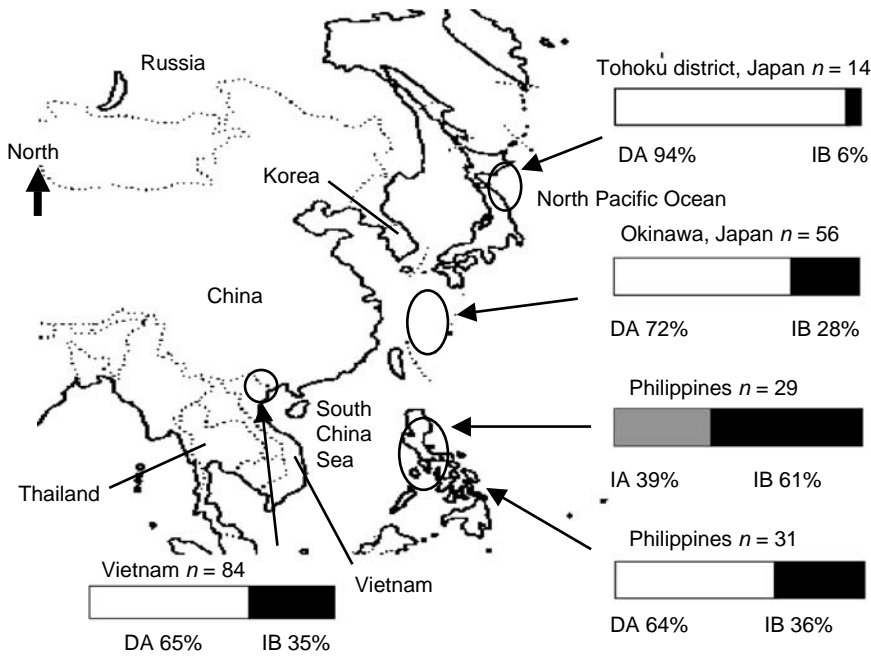 Russia
North
Korea
China
South
China
Sea
Thailand
Vietnam
North Pacific Ocean
Tohoku district, Japan n = 14
DA 94% IB 6%
Okinawa, Japan n = 56
DA 72% IB 28%
Philippines n = 29
IA 39% IB 61%
Philippines n = 31
DA 64% IB 36%
Vietnam n = 84
DA 65% IB 35%